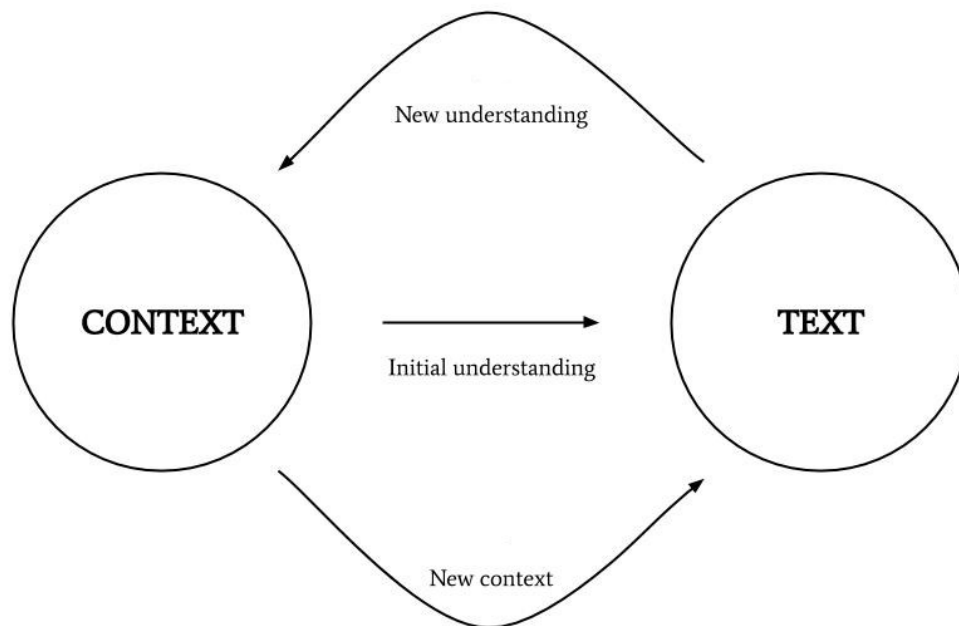 New understanding
CONTEXT
TEXT
Initial understanding
New context